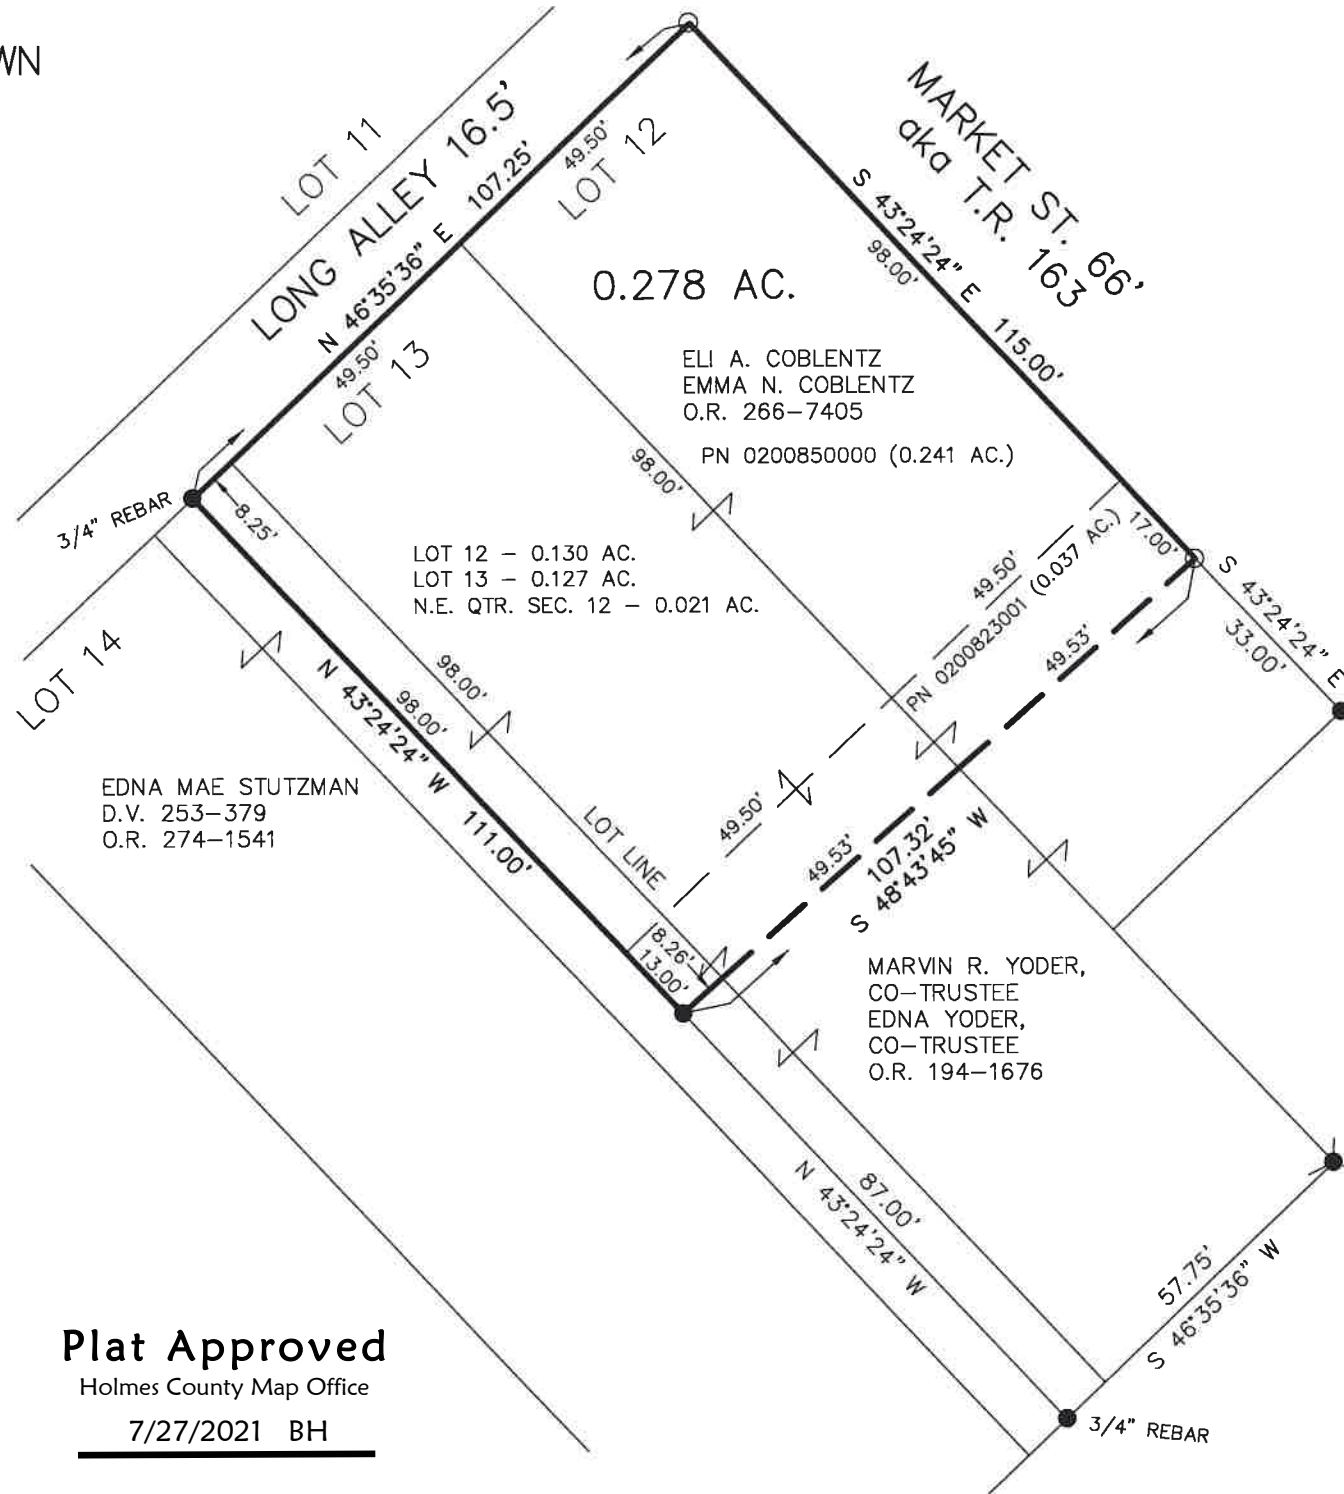 WN
LOT 11
LONG ALLEY 16.5'
N 46°35'36" E 107.25'
49.50'
LOT 12
49.50'
LOT 13
MARKET ST. 66'
aka T.R. 163
S 43°24'24" E 115.00'
98.00'
0.278 AC.
ELI A. COBLENTZ
EMMA N. COBLENTZ
O.R. 266-7405
PN 0200850000 (0.241 AC.)
98.00'
3/4" REBAR
8.25'
LOT 12 - 0.130 AC.
LOT 13 - 0.127 AC.
N.E. QTR. SEC. 12 - 0.021 AC.
17.00'
49.50'
PN 0200823001 (0.037 AC.)
49.53'
S 43°24'24" E
33.00'
LOT 14
98.00'
98.00'
N 43°24'24" W 111.00'
EDNA MAE STUTZMAN
D.V. 253-379
O.R. 274-1541
LOT LINE
49.50'
49.53'
107.32'
S 48°43'45" W
8.26'
13.00'
MARVIN R. YODER,
CO-TRUSTEE
EDNA YODER,
CO-TRUSTEE
O.R. 194-1676
87.00'
N 43°24'24" W
57.75'
S 46°35'36" W
3/4" REBAR
Plat Approved
Holmes County Map Office
7/27/2021 BH